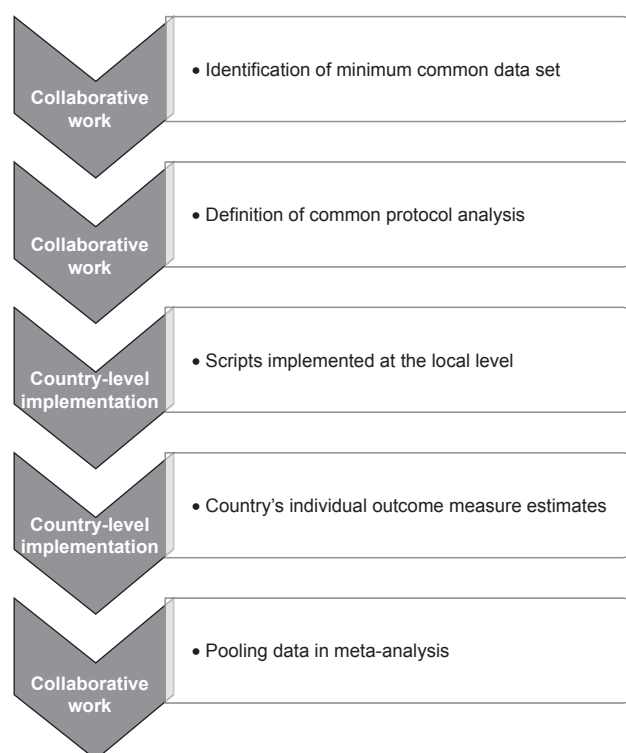 • Identification of minimum common data set
Collaborative
work
• Definition of common protocol analysis
Collaborative
work
• Scripts implemented at the local level
Country-level
implementation
• Country’s individual outcome measure estimates
Country-level
implementation
• Pooling data in meta-analysis
Collaborative
work